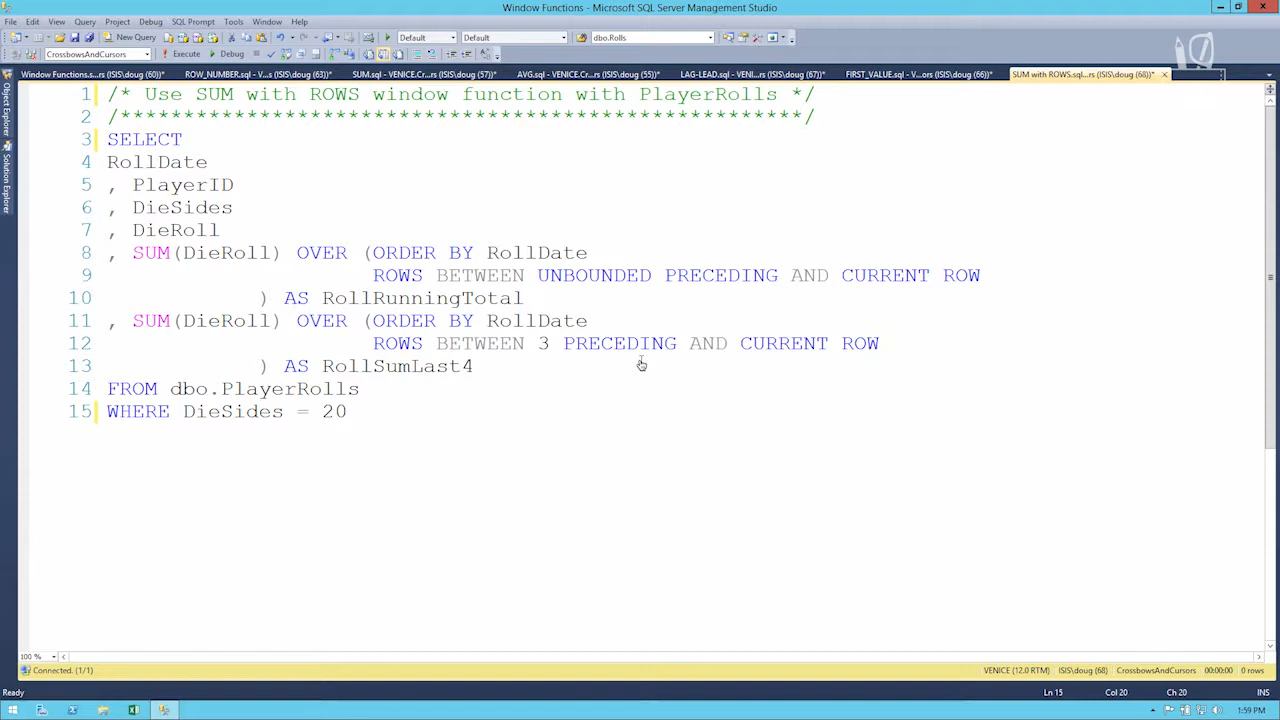 Window Functions - Microsoft SQL Server Management Studio
File Edit View Query Project Debug SQL Prompt Tools Window Help
New Query dbo.Rolls
Default Default
CrossbowsAndCursors Execute Debug
Window Functions.s...rs (ISIS\doug (60))* ROW_NUMBER.sql - V...rs (ISIS\doug (63))* SUM.sql - VENICE.Cr...rs (ISIS\doug (57))* AVG.sql - VENICE.Cr...rs (ISIS\doug (55))* LAG-LEAD.sql - VENI...rs (ISIS\doug (67))* FIRST_VALUE.sql - V...ors (ISIS\doug (66))* SUM with ROWS.sql...rs (ISIS\doug (68))*
Object Explorer
Solution Explorer
1 /* Use SUM with ROWS window function with PlayerRolls */
2 /******************************************************/
3 SELECT
4 RollDate
5 , PlayerID
6 , DieSides
7 , DieRoll
8 , SUM(DieRoll) OVER (ORDER BY RollDate
9 ROWS BETWEEN UNBOUNDED PRECEDING AND CURRENT ROW
10 ) AS RollRunningTotal
11 , SUM(DieRoll) OVER (ORDER BY RollDate
12 ROWS BETWEEN 3 PRECEDING AND CURRENT ROW
13 ) AS RollSumLast4
14 FROM dbo.PlayerRolls
15 WHERE DieSides = 20
100 %
Connected. (1/1) VENICE (12.0 RTM) ISIS\doug (68) CrossbowsAndCursors 00:00:00 0 rows
Ready Ln 15 Col 20 Ch 20 INS
1:59 PM